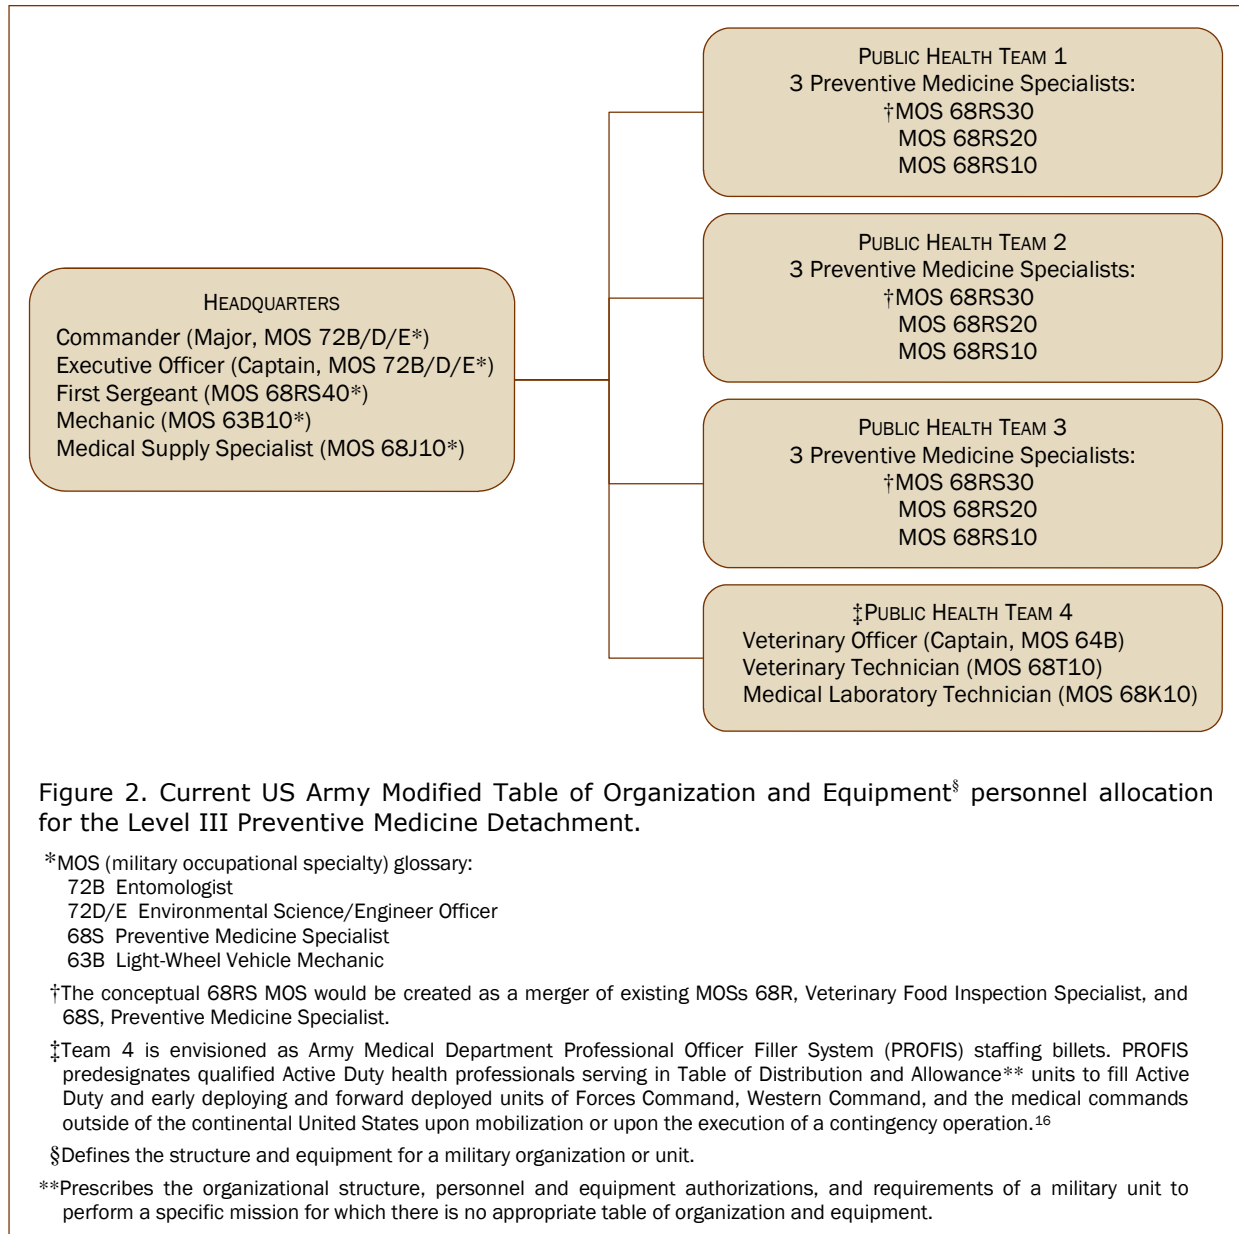 PUBLIC HEALTH TEAM 1
3 Preventive Medicine Specialists:
†MOS 68RS30
MOS 68RS20
MOS 68RS10
PUBLIC HEALTH TEAM 2
3 Preventive Medicine Specialists:
†MOS 68RS30
MOS 68RS20
MOS 68RS10
HEADQUARTERS
Commander (Major, MOS 72B/D/E*)
Executive Officer (Captain, MOS 72B/D/E*)
First Sergeant (MOS 68RS40*)
Mechanic (MOS 63B10*)
Medical Supply Specialist (MOS 68J10*)
PUBLIC HEALTH TEAM 3
3 Preventive Medicine Specialists:
†MOS 68RS30
MOS 68RS20
MOS 68RS10
‡PUBLIC HEALTH TEAM 4
Veterinary Officer (Captain, MOS 64B)
Veterinary Technician (MOS 68T10)
Medical Laboratory Technician (MOS 68K10)
Figure 2. Current US Army Modified Table of Organization and Equipment§ personnel allocation
for the Level III Preventive Medicine Detachment.
*MOS (military occupational specialty) glossary:
72B Entomologist
72D/E Environmental Science/Engineer Officer
68S Preventive Medicine Specialist
63B Light-Wheel Vehicle Mechanic
†The conceptual 68RS MOS would be created as a merger of existing MOSs 68R, Veterinary Food Inspection Specialist, and
68S, Preventive Medicine Specialist.
‡Team 4 is envisioned as Army Medical Department Professional Officer Filler System (PROFIS) staffing billets. PROFIS
predesignates qualified Active Duty health professionals serving in Table of Distribution and Allowance** units to fill Active
Duty and early deploying and forward deployed units of Forces Command, Western Command, and the medical commands
outside of the continental United States upon mobilization or upon the execution of a contingency operation.16
§Defines the structure and equipment for a military organization or unit.
**Prescribes the organizational structure, personnel and equipment authorizations, and requirements of a military unit to
perform a specific mission for which there is no appropriate table of organization and equipment.